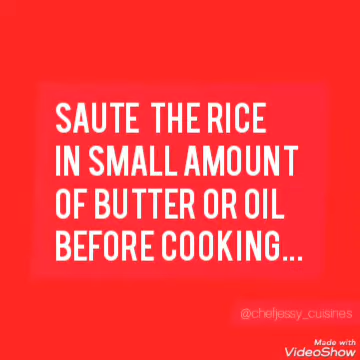 SAUTE THE RICE
IN SMALL AMOUNT
OF BUTTER OR OIL
BEFORE COOKING...
@chefjessy_cuisines
Made with
VideoShow